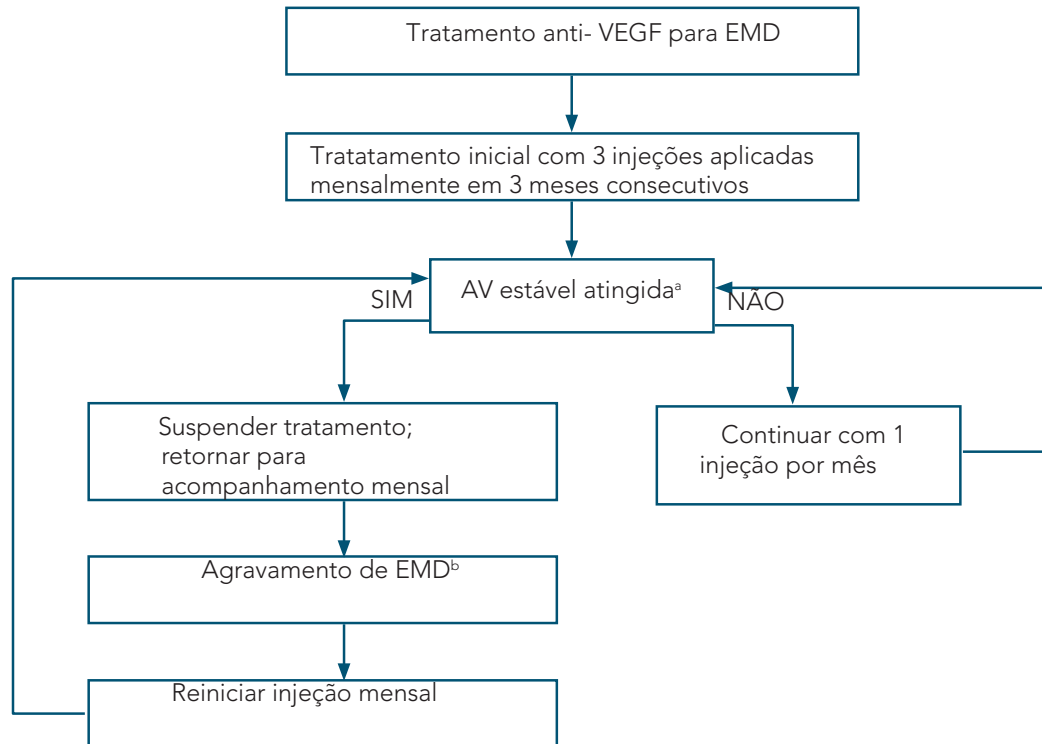 Tratamento anti- VEGF para EMD
Tratatamento inicial com 3 injeções aplicadas
mensalmente em 3 meses consecutivos
AV estável atingidaᵃ
SIM
NÃO
Suspender tratamento;
retornar para
acompanhamento mensal
Continuar com 1
injeção por mês
Agravamento de EMDᵇ
Reiniciar injeção mensal